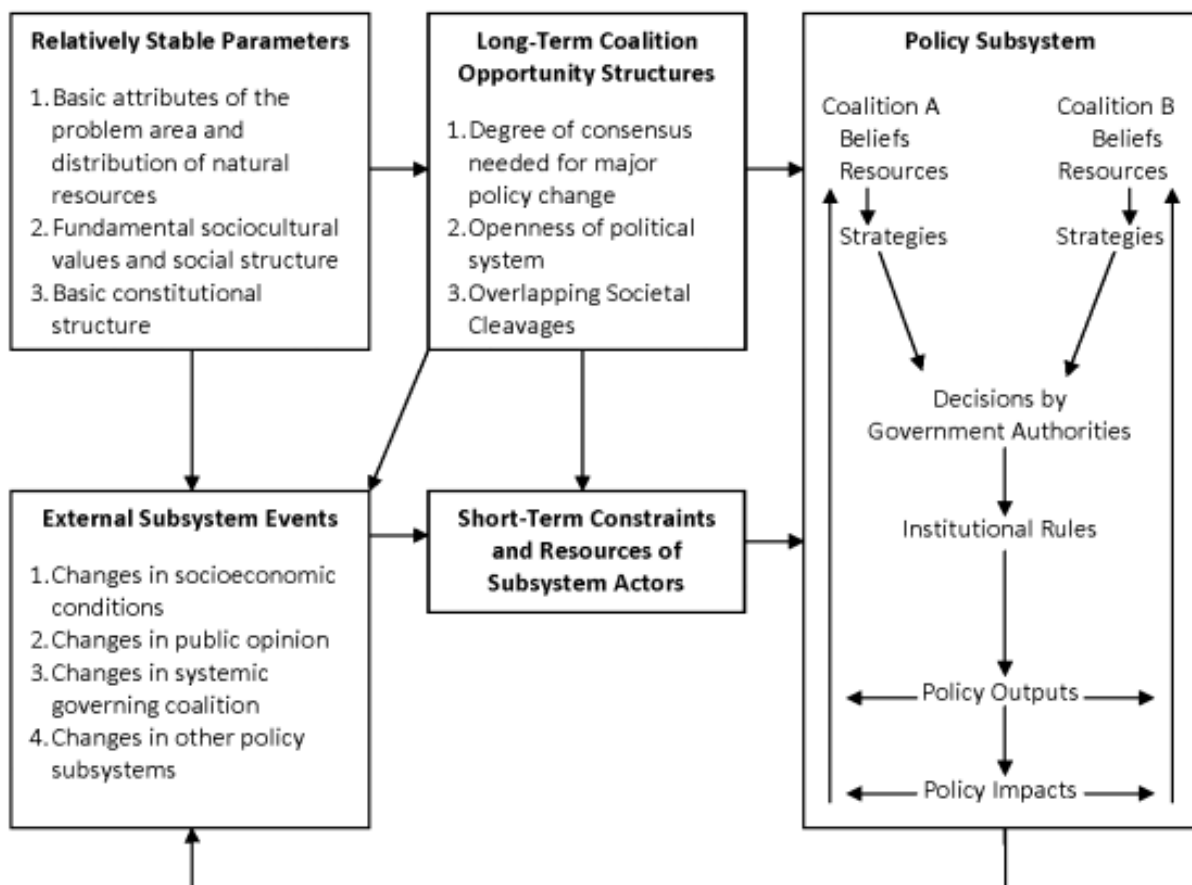 Relatively Stable Parameters
1. Basic attributes of the
problem area and
distribution of natural
resources
2. Fundamental sociocultural
values and social structure
3. Basic constitutional
structure
Long-Term Coalition
Opportunity Structures
1. Degree of consensus
needed for major
policy change
2. Openness of political
system
3. Overlapping Societal
Cleavages
Policy Subsystem
Coalition A
Beliefs
Resources
Strategies
Coalition B
Beliefs
Resources
Strategies
Decisions by
Government Authorities
Institutional Rules
Policy Outputs
Policy Impacts
External Subsystem Events
1. Changes in socioeconomic
conditions
2. Changes in public opinion
3. Changes in systemic
governing coalition
4. Changes in other policy
subsystems
Short-Term Constraints
and Resources of
Subsystem Actors